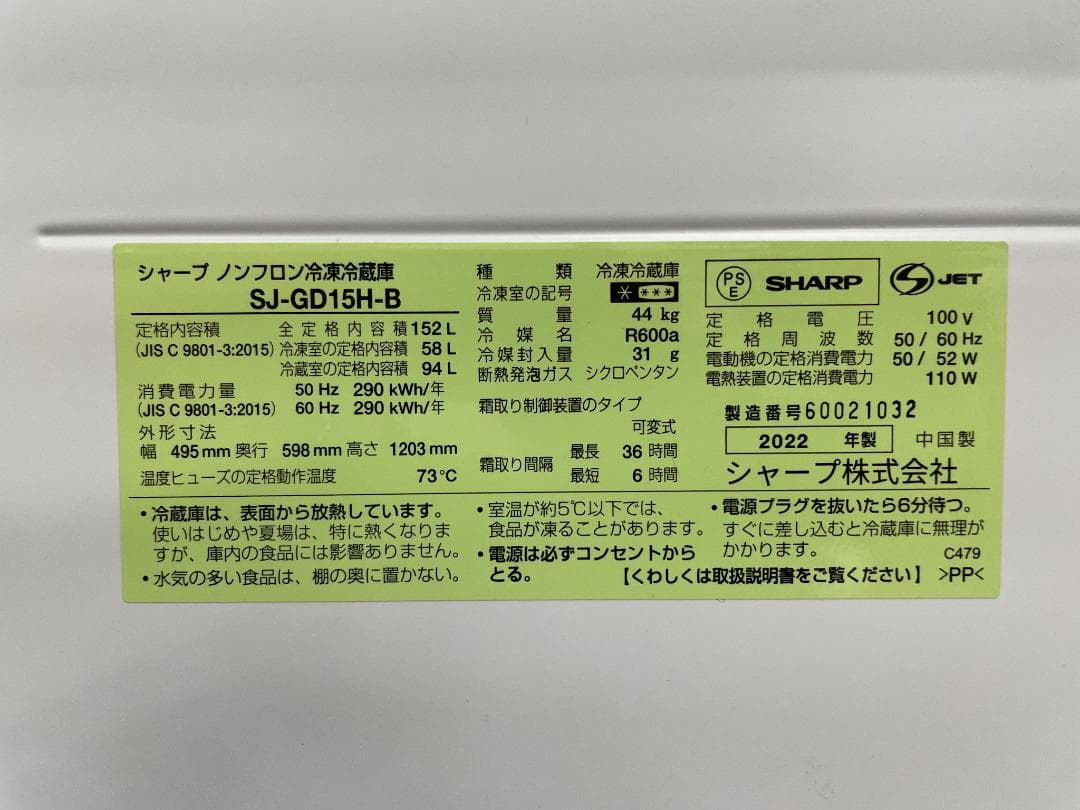 シャープ ノンフロン冷凍冷蔵庫
SJ-GD15H-B
定格内容積 全定格内容積 152 L
(JIS C 9801-3:2015) 冷凍室の定格内容積 58 L
冷蔵室の定格内容積 94 L
消費電力量 50 Hz 290 kWh/年
(JIS C 9801-3:2015) 60 Hz 290 kWh/年
外形寸法
幅 495 mm 奥行 598 mm 高さ 1203 mm
温度ヒューズの定格動作温度 73℃
種類 冷凍冷蔵庫
冷凍室の記号 * ***
質量 44 kg
冷媒名 R600a
冷媒封入量 31 g
断熱発泡ガス シクロペンタン
霜取り制御装置のタイプ
可変式
霜取り間隔 最長 36 時間
最短 6 時間
PSE SHARP JET
定格電圧 100 V
定格周波数 50 / 60 Hz
電動機の定格消費電力 50 / 52 W
電熱装置の定格消費電力 110 W
製造番号 60021032
2022 年製 中国製
シャープ株式会社
・冷蔵庫は、表面から放熱しています。
使いはじめや夏場は、特に熱くなりま
すが、庫内の食品には影響ありません。
・水気の多い食品は、棚の奥に置かない。
・室温が約5℃以下では、
食品が凍ることがあります。
・電源は必ずコンセントから
とる。
・電源プラグを抜いたら6分待つ。
すぐに差し込むと冷蔵庫に無理が
かかります。 C479
【くわしくは取扱説明書をご覧ください】 >PP<